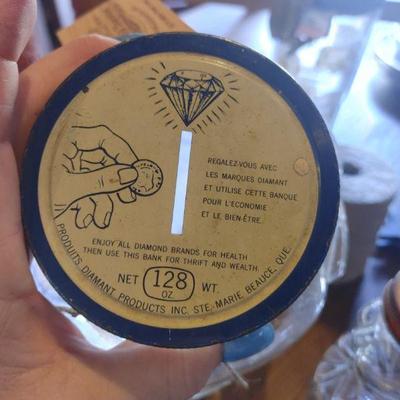 REGALEZ-VOUS AVEC
LES MARQUES DIAMANT
ET UTILISE CETTE BANQUE
POUR L'ECONOMIE
ET LE BIEN-ÊTRE.
ENJOY ALL DIAMOND BRANDS FOR HEALTH
THEN USE THIS BANK FOR THRIFT AND WEALTH.
NET 128 WT.
OZ.
PRODUITS DIAMANT PRODUCTS INC. STE. MARIE BEAUCE, QUE.